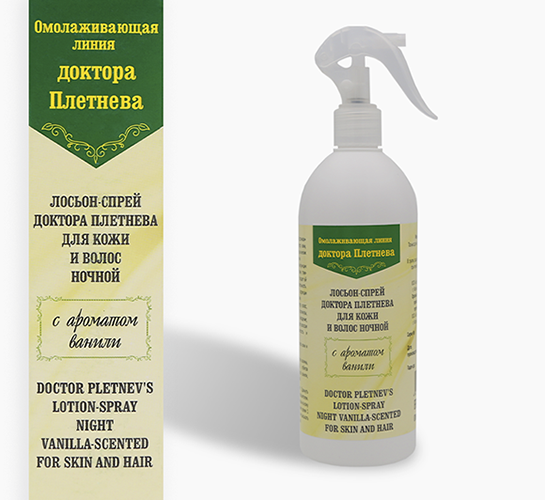 Омолаживающая
линия
доктора
Плетнева
ЛОСЬОН-СПРЕЙ
ДОКТОРА ПЛЕТНЕВА
ДЛЯ КОЖИ
И ВОЛОС
НОЧНОЙ
с ароматом
ванили
DOCTOR PLETNEV'S
LOTION-SPRAY
NIGHT
VANILLA-SCENTED
FOR SKIN AND HAIR
Омолаживающая линия
доктора Плетнева
ЛОСЬОН-СПРЕЙ
ДОКТОРА ПЛЕТНЕВА
ДЛЯ КОЖИ
И ВОЛОС НОЧНОЙ
с ароматом
ванили
DOCTOR PLETNEV'S
LOTION-SPRAY
NIGHT
VANILLA-SCENTED
FOR SKIN AND HAIR